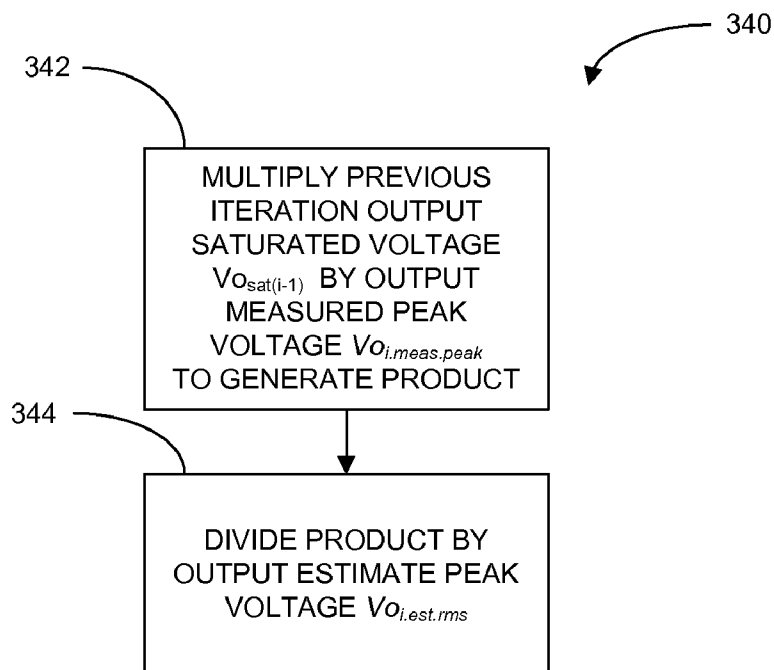 340
342
MULTIPLY PREVIOUS
ITERATION OUTPUT
SATURATED VOLTAGE
Vosat(i-1) BY OUTPUT
MEASURED PEAK
VOLTAGE Voi.meas.peak
TO GENERATE PRODUCT
344
DIVIDE PRODUCT BY
OUTPUT ESTIMATE PEAK
VOLTAGE Voi.est.rms